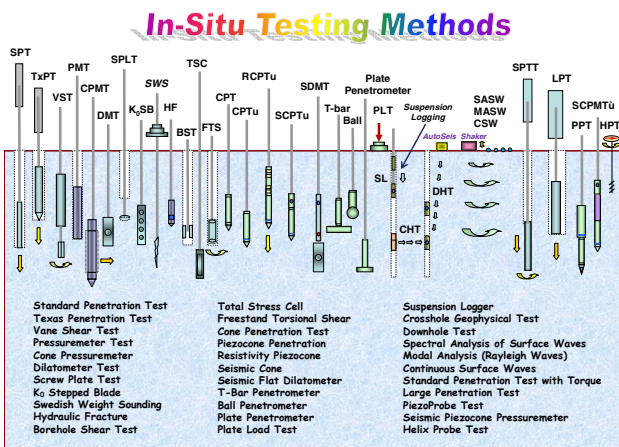 In-Situ Testing Methods
SPT
TxPT
VST
PMT
CPMT
DMT
SPLT
K₀SB
SWS
HF
BST
TSC
FTS
CPT
CPTu
RCPTu
SCPTu
SDMT
T-bar
Ball
Plate
Penetrometer
PLT
Suspension
Logging
SL
CHT
AutoSeis
DHT
Shaker
SASW
MASW
CSW
SPTT
LPT
PPT
SCPMTù
HPT
Standard Penetration Test
Texas Penetration Test
Vane Shear Test
Pressuremeter Test
Cone Pressuremeter
Dilatometer Test
Screw Plate Test
K₀ Stepped Blade
Swedish Weight Sounding
Hydraulic Fracture
Borehole Shear Test
Total Stress Cell
Freestand Torsional Shear
Cone Penetration Test
Piezocone Penetration
Resistivity Piezocone
Seismic Cone
Seismic Flat Dilatometer
T-Bar Penetrometer
Ball Penetrometer
Plate Penetrometer
Plate Load Test
Suspension Logger
Crosshole Geophysical Test
Downhole Test
Spectral Analysis of Surface Waves
Modal Analysis (Rayleigh Waves)
Continuous Surface Waves
Standard Penetration Test with Torque
Large Penetration Test
PiezoProbe Test
Seismic Piezocone Pressuremeter
Helix Probe Test